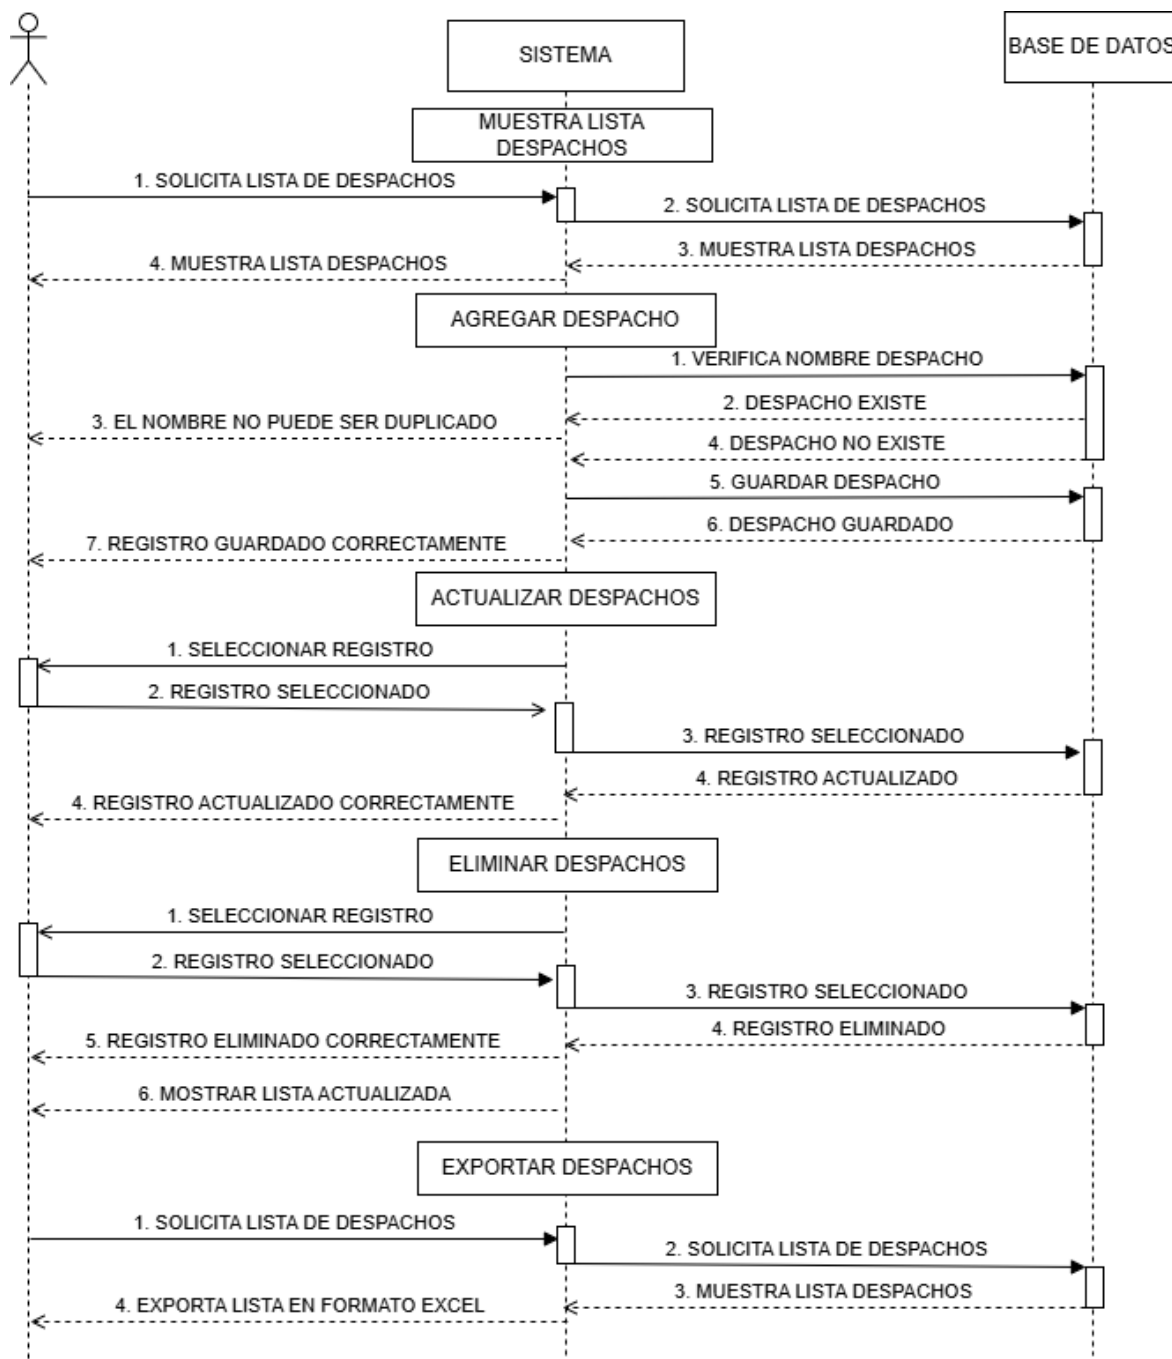 SISTEMA
BASE DE DATOS
MUESTRA LISTA
DESPACHOS
1. SOLICITA LISTA DE DESPACHOS
2. SOLICITA LISTA DE DESPACHOS
3. MUESTRA LISTA DESPACHOS
4. MUESTRA LISTA DESPACHOS
AGREGAR DESPACHO
1. VERIFICA NOMBRE DESPACHO
2. DESPACHO EXISTE
3. EL NOMBRE NO PUEDE SER DUPLICADO
4. DESPACHO NO EXISTE
5. GUARDAR DESPACHO
6. DESPACHO GUARDADO
7. REGISTRO GUARDADO CORRECTAMENTE
ACTUALIZAR DESPACHOS
1. SELECCIONAR REGISTRO
2. REGISTRO SELECCIONADO
3. REGISTRO SELECCIONADO
4. REGISTRO ACTUALIZADO
4. REGISTRO ACTUALIZADO CORRECTAMENTE
ELIMINAR DESPACHOS
1. SELECCIONAR REGISTRO
2. REGISTRO SELECCIONADO
3. REGISTRO SELECCIONADO
4. REGISTRO ELIMINADO
5. REGISTRO ELIMINADO CORRECTAMENTE
6. MOSTRAR LISTA ACTUALIZADA
EXPORTAR DESPACHOS
1. SOLICITA LISTA DE DESPACHOS
2. SOLICITA LISTA DE DESPACHOS
3. MUESTRA LISTA DESPACHOS
4. EXPORTA LISTA EN FORMATO EXCEL